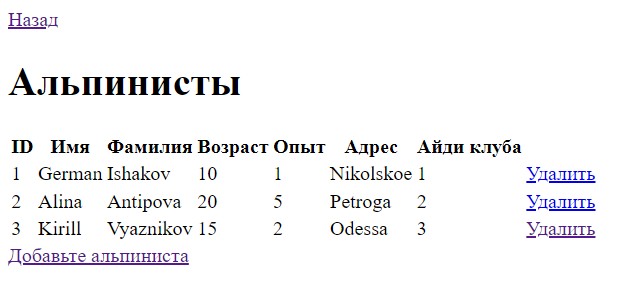 Назад
Альпинисты
ID Имя Фамилия Возраст Опыт Адрес Айди клуба
1 German Ishakov 10 1 Nikolskoe 1 Удалить
2 Alina Antipova 20 5 Petroga 2 Удалить
3 Kirill Vyaznikov 15 2 Odessa 3 Удалить
Добавьте альпиниста